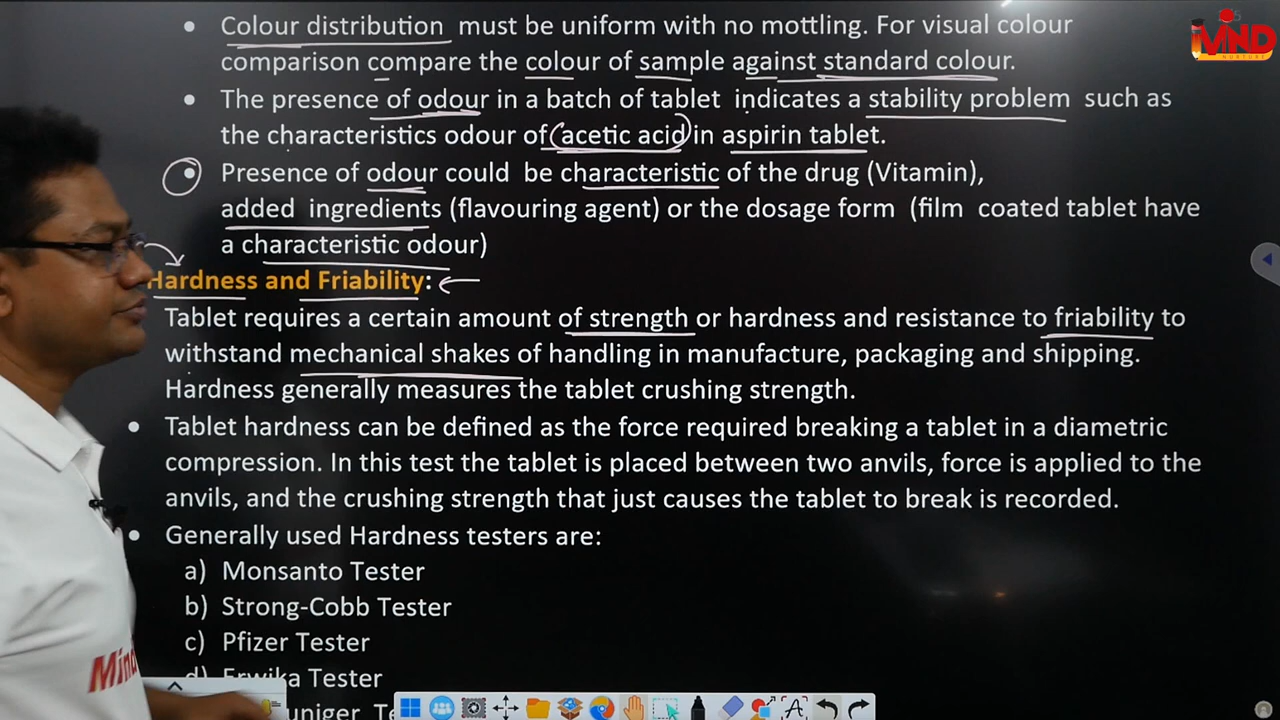 Colour distribution must be uniform with no mottling. For visual colour
comparison compare the colour of sample against standard colour.
The presence of odour in a batch of tablet indicates a stability problem such as
the characteristics odour of (acetic acid) in aspirin tablet.
Presence of odour could be characteristic of the drug (Vitamin),
added ingredients (flavouring agent) or the dosage form (film coated tablet have
a characteristic odour)
Hardness and Friability:
Tablet requires a certain amount of strength or hardness and resistance to friability to
withstand mechanical shakes of handling in manufacture, packaging and shipping.
Hardness generally measures the tablet crushing strength.
Tablet hardness can be defined as the force required breaking a tablet in a diametric
compression. In this test the tablet is placed between two anvils, force is applied to the
anvils, and the crushing strength that just causes the tablet to break is recorded.
Generally used Hardness testers are:
a) Monsanto Tester
b) Strong-Cobb Tester
c) Pfizer Tester
d) Erwika Tester
MIND
Mind